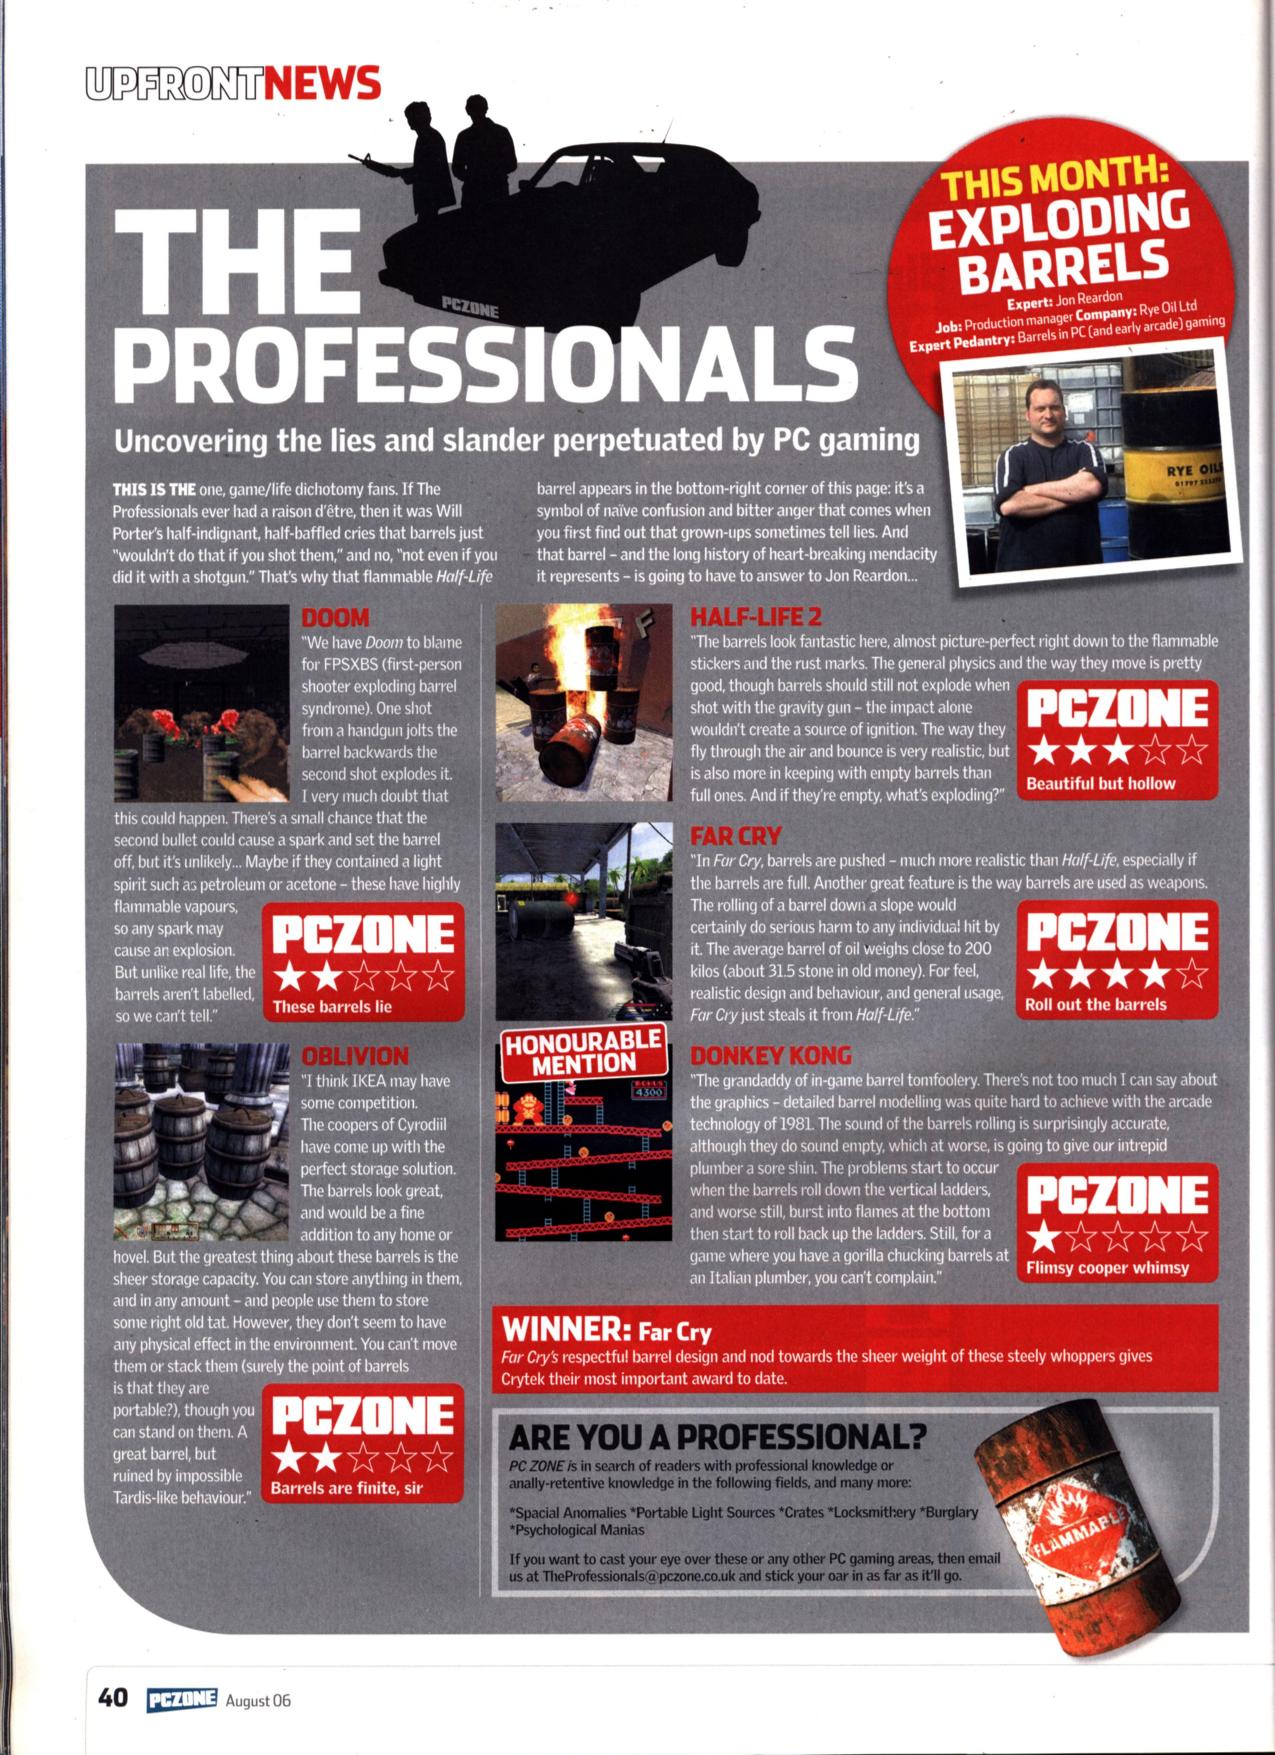 UPFRONTNEWS
PCZONE
THE
PROFESSIONALS
Uncovering the lies and slander perpetuated by PC gaming
THIS MONTH:
EXPLODING
BARRELS
Expert: Jon Reardon
Job: Production manager Company: Rye Oil Ltd
Expert Pedantry: Barrels in PC (and early arcade) gaming
RYE OILS
THIS IS THE one, game/life dichotomy fans. If The
Professionals ever had a raison d'être, then it was Will
Porter's half-indignant, half-baffled cries that barrels just
"wouldn't do that if you shot them," and no, "not even if you
did it with a shotgun." That's why that flammable Half-Life
barrel appears in the bottom-right corner of this page: it's a
symbol of naïve confusion and bitter anger that comes when
you first find out that grown-ups sometimes tell lies. And
that barrel – and the long history of heart-breaking mendacity
it represents – is going to have to answer to Jon Reardon...
DOOM
"We have Doom to blame
for FPSXBS (first-person
shooter exploding barrel
syndrome). One shot
from a handgun jolts the
barrel backwards the
second shot explodes it.
I very much doubt that
this could happen. There's a small chance that the
second bullet could cause a spark and set the barrel
off, but it's unlikely... Maybe if they contained a light
spirit such as petroleum or acetone – these have highly
flammable vapours,
so any spark may
cause an explosion.
But unlike real life, the
barrels aren't labelled,
so we can't tell."
PCZONE
These barrels lie
OBLIVION
"I think IKEA may have
some competition.
The coopers of Cyrodiil
have come up with the
perfect storage solution.
The barrels look great,
and would be a fine
addition to any home or
hovel. But the greatest thing about these barrels is the
sheer storage capacity. You can store anything in them,
and in any amount – and people use them to store
some right old tat. However, they don't seem to have
any physical effect in the environment. You can't move
them or stack them (surely the point of barrels
is that they are
portable?), though you
can stand on them. A
great barrel, but
ruined by impossible
Tardis-like behaviour."
PCZONE
Barrels are finite, sir
HALF-LIFE 2
"The barrels look fantastic here, almost picture-perfect right down to the flammable
stickers and the rust marks. The general physics and the way they move is pretty
good, though barrels should still not explode when
shot with the gravity gun – the impact alone
wouldn't create a source of ignition. The way they
fly through the air and bounce is very realistic, but
is also more in keeping with empty barrels than
full ones. And if they're empty, what's exploding?"
PCZONE
Beautiful but hollow
FAR CRY
"In Far Cry, barrels are pushed – much more realistic than Half-Life, especially if
the barrels are full. Another great feature is the way barrels are used as weapons.
The rolling of a barrel down a slope would
certainly do serious harm to any individual hit by
it. The average barrel of oil weighs close to 200
kilos (about 31.5 stone in old money). For feel,
realistic design and behaviour, and general usage,
Far Cry just steals it from Half-Life."
PCZONE
Roll out the barrels
HONOURABLE
MENTION
BONUS
4300
DONKEY KONG
"The grandaddy of in-game barrel tomfoolery. There's not too much I can say about
the graphics – detailed barrel modelling was quite hard to achieve with the arcade
technology of 1981. The sound of the barrels rolling is surprisingly accurate,
although they do sound empty, which at worse, is going to give our intrepid
plumber a sore shin. The problems start to occur
when the barrels roll down the vertical ladders,
and worse still, burst into flames at the bottom
then start to roll back up the ladders. Still, for a
game where you have a gorilla chucking barrels at
an Italian plumber, you can't complain."
PCZONE
Flimsy cooper whimsy
WINNER: Far Cry
Far Cry's respectful barrel design and nod towards the sheer weight of these steely whoppers gives
Crytek their most important award to date.
ARE YOU A PROFESSIONAL?
PC ZONE is in search of readers with professional knowledge or
anally-retentive knowledge in the following fields, and many more:
*Spacial Anomalies *Portable Light Sources *Crates *Locksmithery *Burglary
*Psychological Manias
If you want to cast your eye over these or any other PC gaming areas, then email
us at TheProfessionals@pczone.co.uk and stick your oar in as far as it'll go.
FLAMMABLE
40 PCZONE August 06